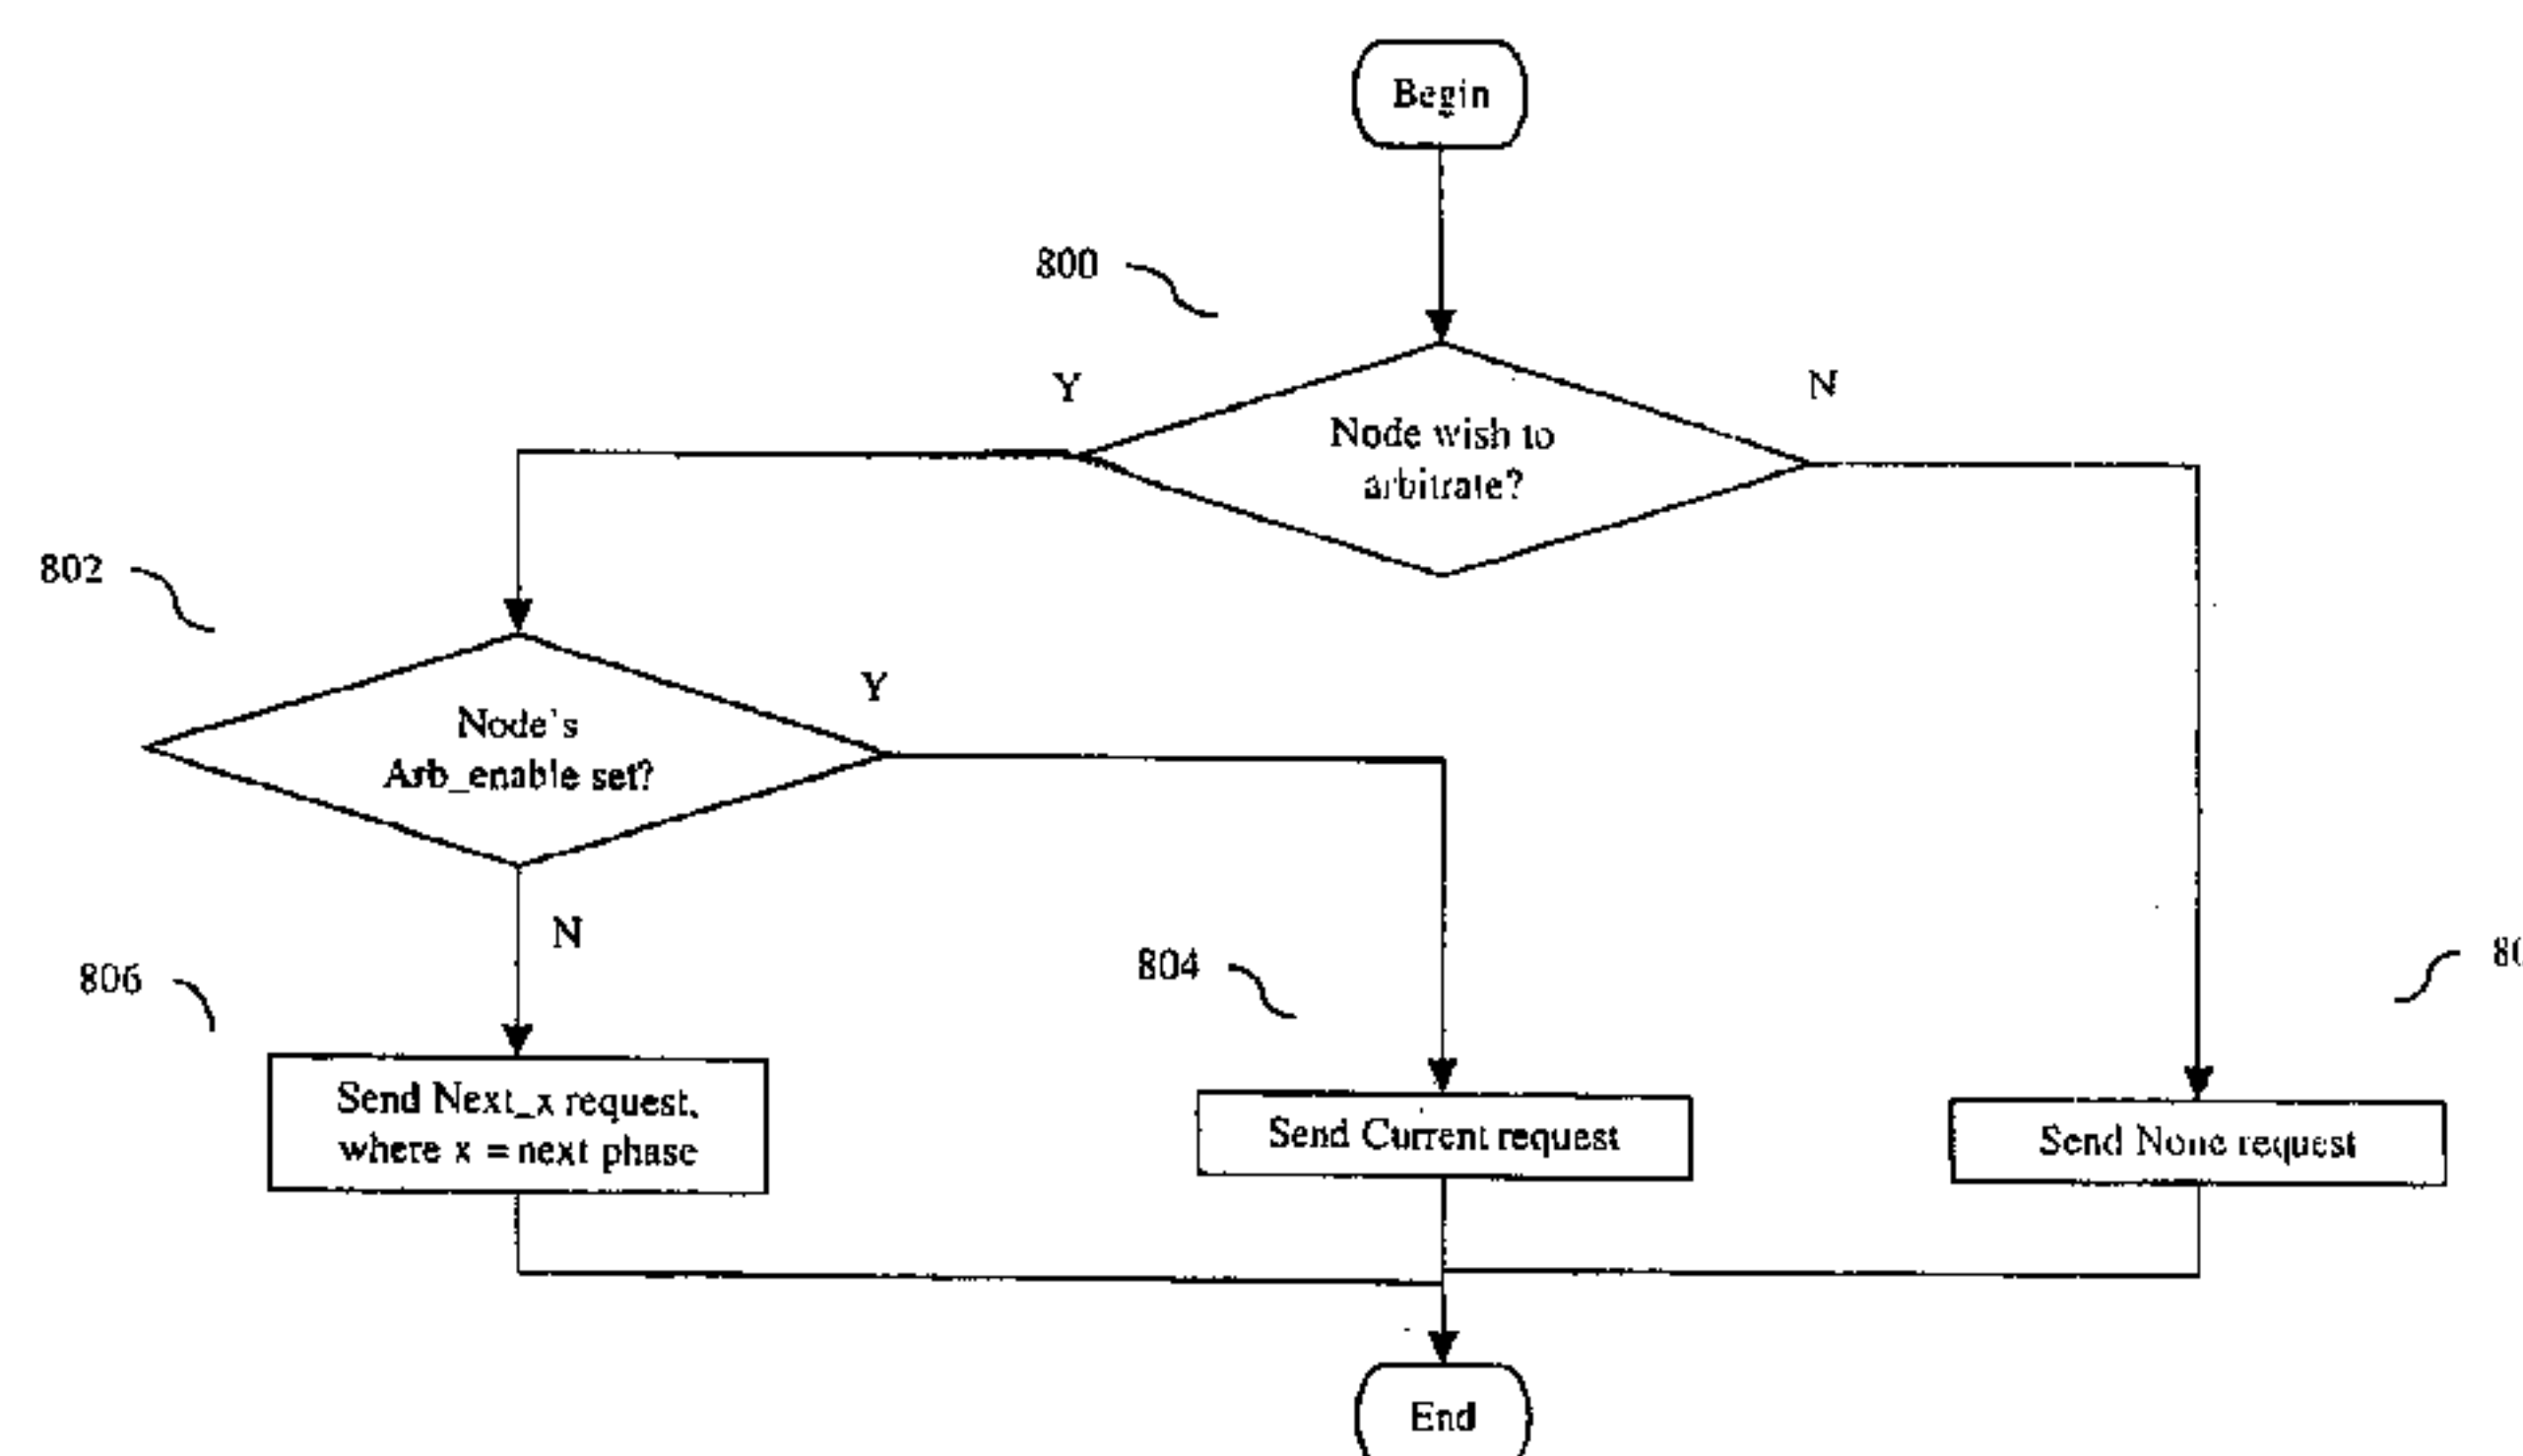 Begin
800
Y
N
Node wish to
arbitrate?
802
Y
Node's
Arb_enable set?
N
806
804
Send Next_x request,
where x = next phase
Send Current request
Send None request
End